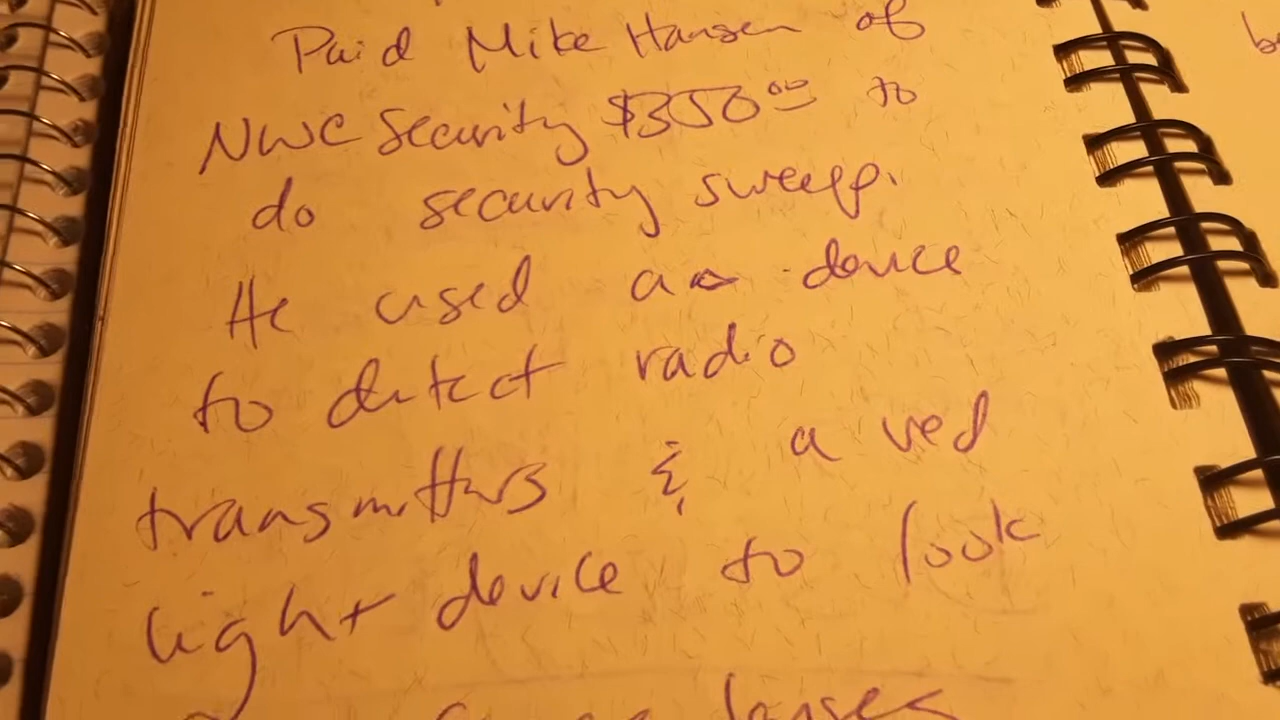 Paid Mike Hansen of
NWC Security $350.00 to
do security sweep.
He used a device
to detect radio
transmitters & a red
light device to look
lenses